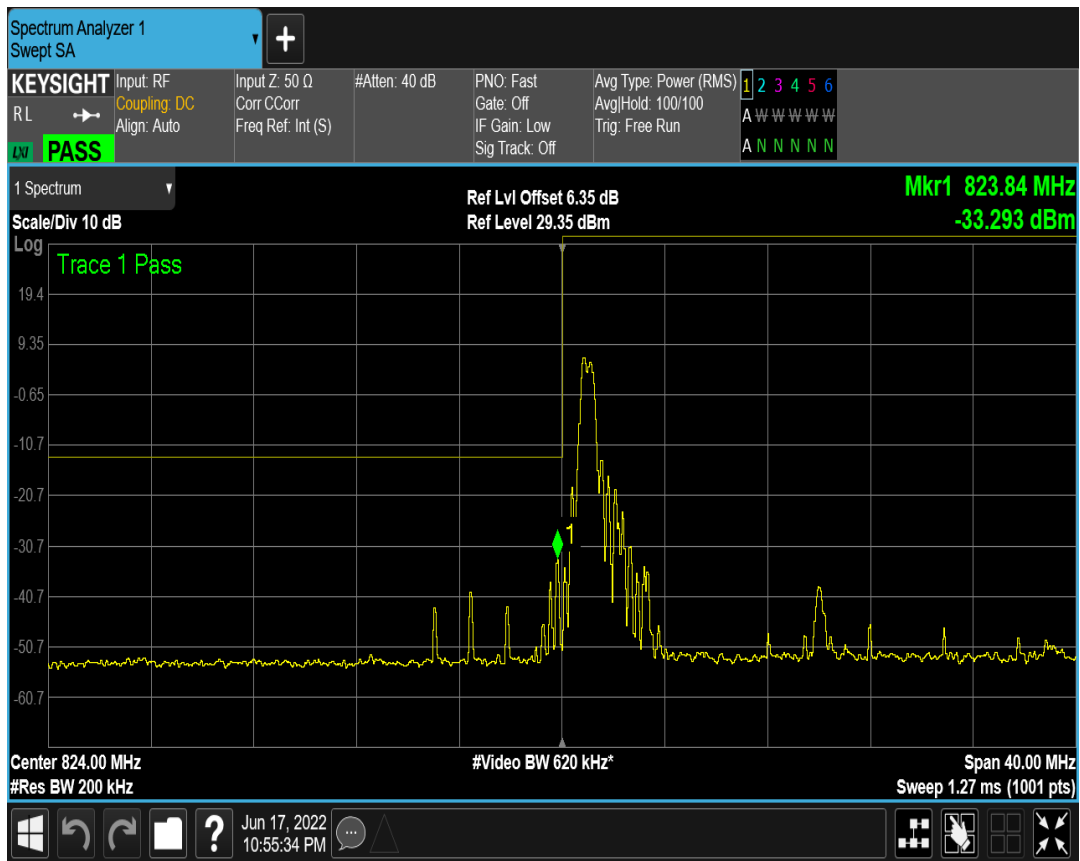 Spectrum Analyzer 1
Swept SA
+
KEYSIGHT
RL
LXI PASS
Input: RF
Coupling: DC
Align: Auto
Input Z: 50 Ω
Corr CCorr
Freq Ref: Int (S)
#Atten: 40 dB
PNO: Fast
Gate: Off
IF Gain: Low
Sig Track: Off
Avg Type: Power (RMS)
Avg|Hold: 100/100
Trig: Free Run
1 2 3 4 5 6
A W W W W W
A N N N N N
1 Spectrum
Scale/Div 10 dB
Ref Lvl Offset 6.35 dB
Ref Level 29.35 dBm
Mkr1 823.84 MHz
-33.293 dBm
Log
Trace 1 Pass
19.4
9.35
-0.65
-10.7
-20.7
-30.7
1
-40.7
-50.7
-60.7
Center 824.00 MHz
#Video BW 620 kHz*
Span 40.00 MHz
#Res BW 200 kHz
Sweep 1.27 ms (1001 pts)
?
Jun 17, 2022
10:55:34 PM